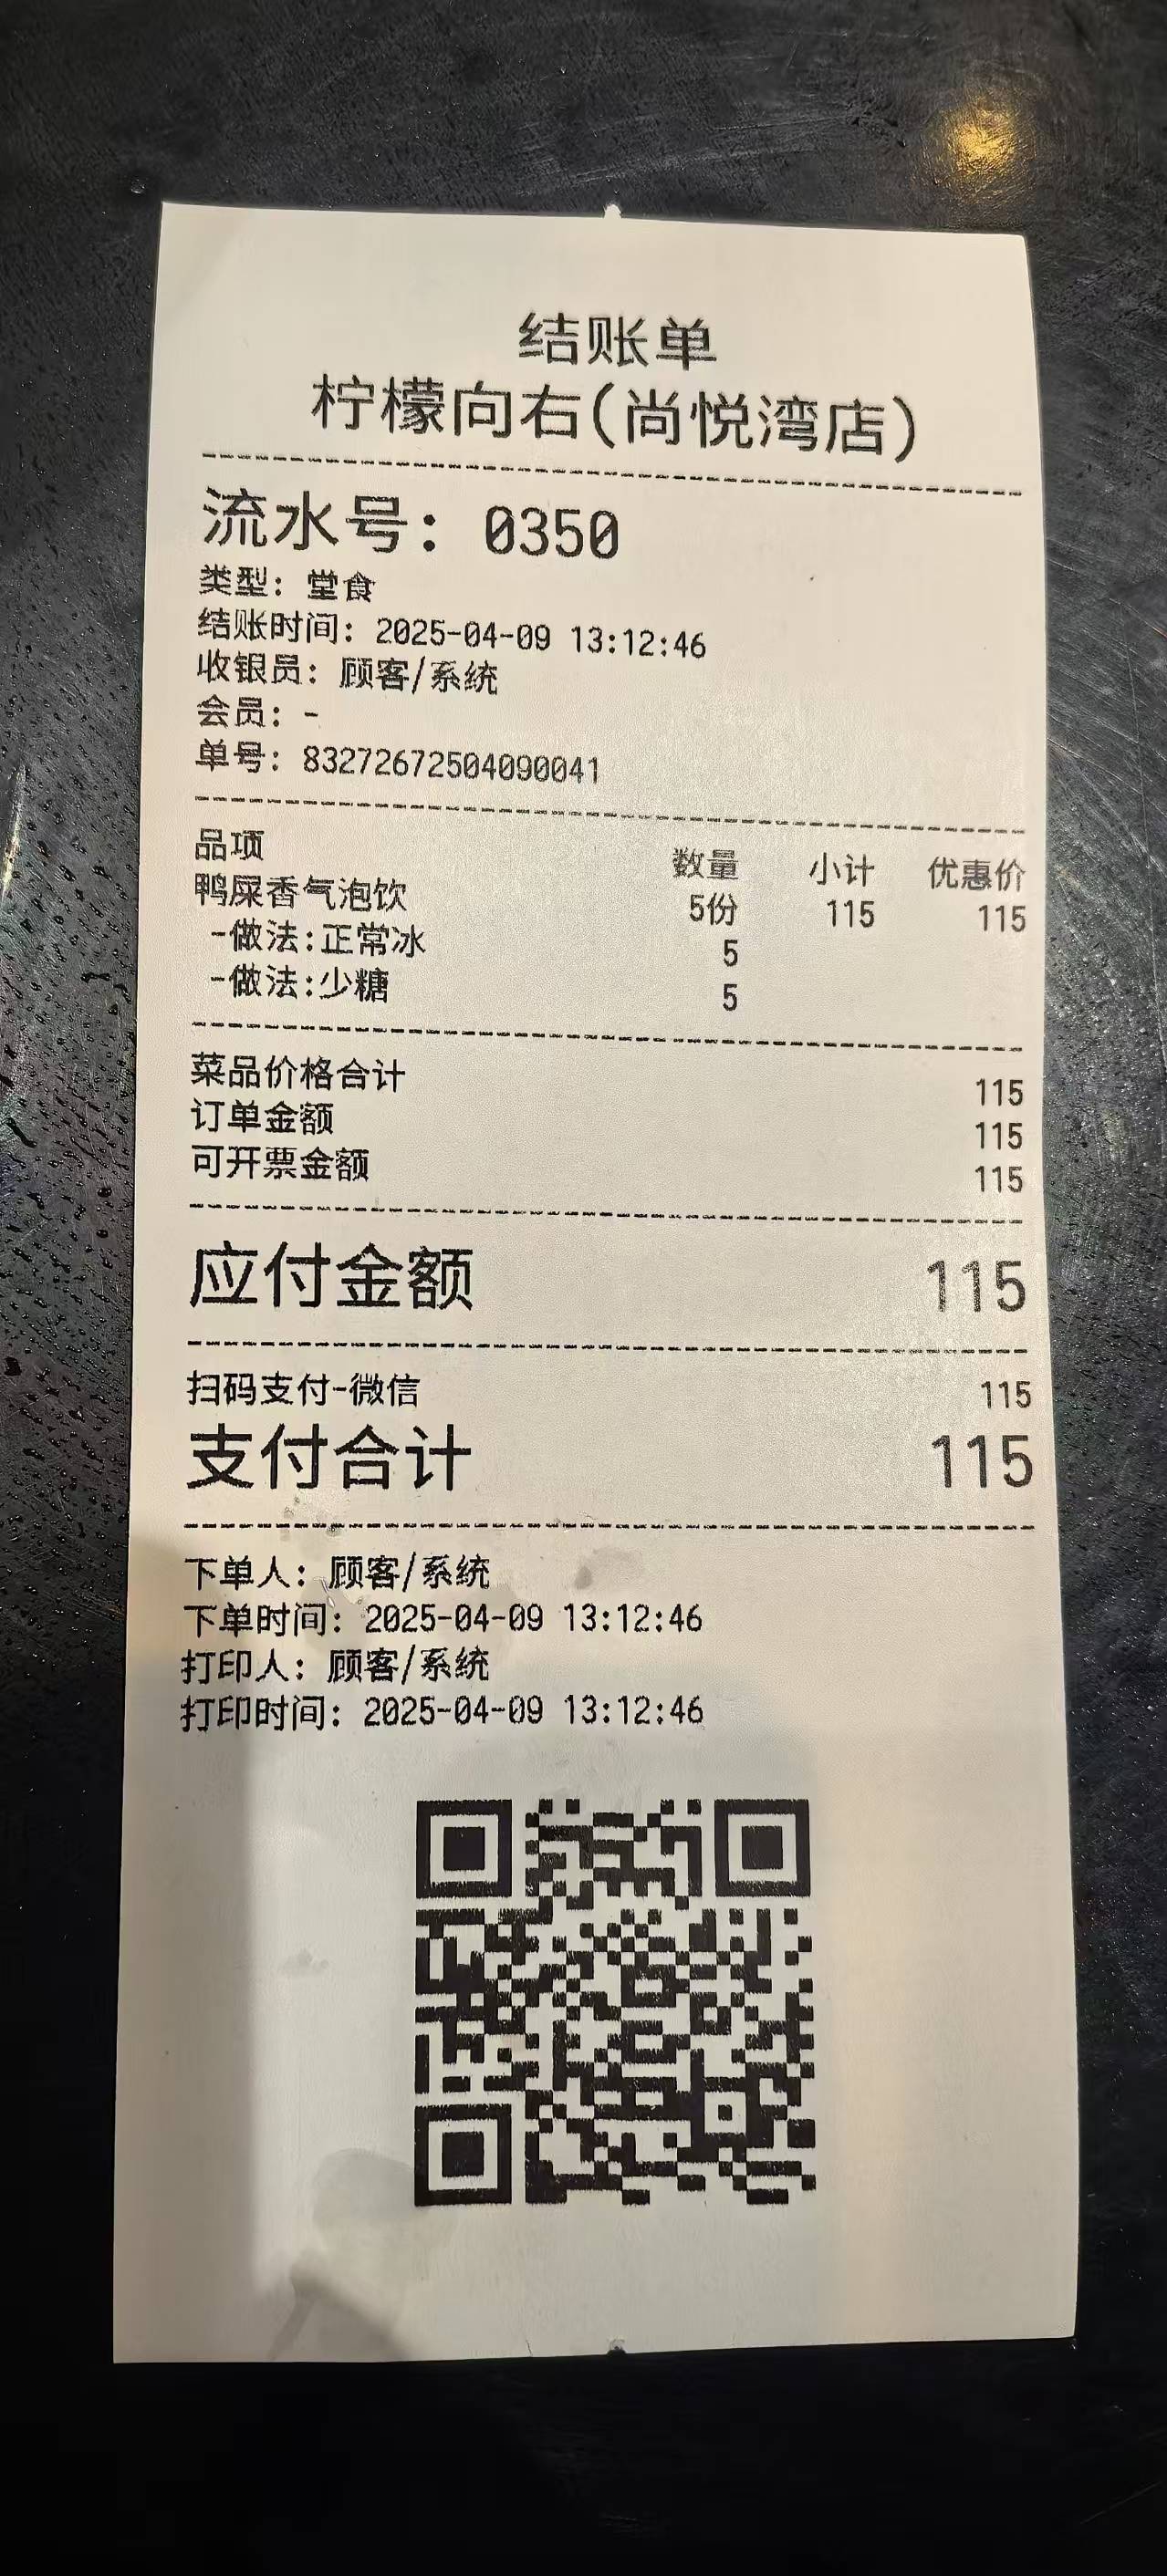 结账单
柠檬向右(尚悦湾店)
流水号: 0350
类型: 堂食
结账时间: 2025-04-09 13:12:46
收银员: 顾客/系统
会员: -
单号: 83272672504090041
品项 数量 小计 优惠价
鸭屎香气泡饮 5份 115 115
-做法:正常冰 5
-做法:少糖 5
菜品价格合计 115
订单金额 115
可开票金额 115
应付金额 115
扫码支付-微信 115
支付合计 115
下单人: 顾客/系统
下单时间: 2025-04-09 13:12:46
打印人: 顾客/系统
打印时间: 2025-04-09 13:12:46